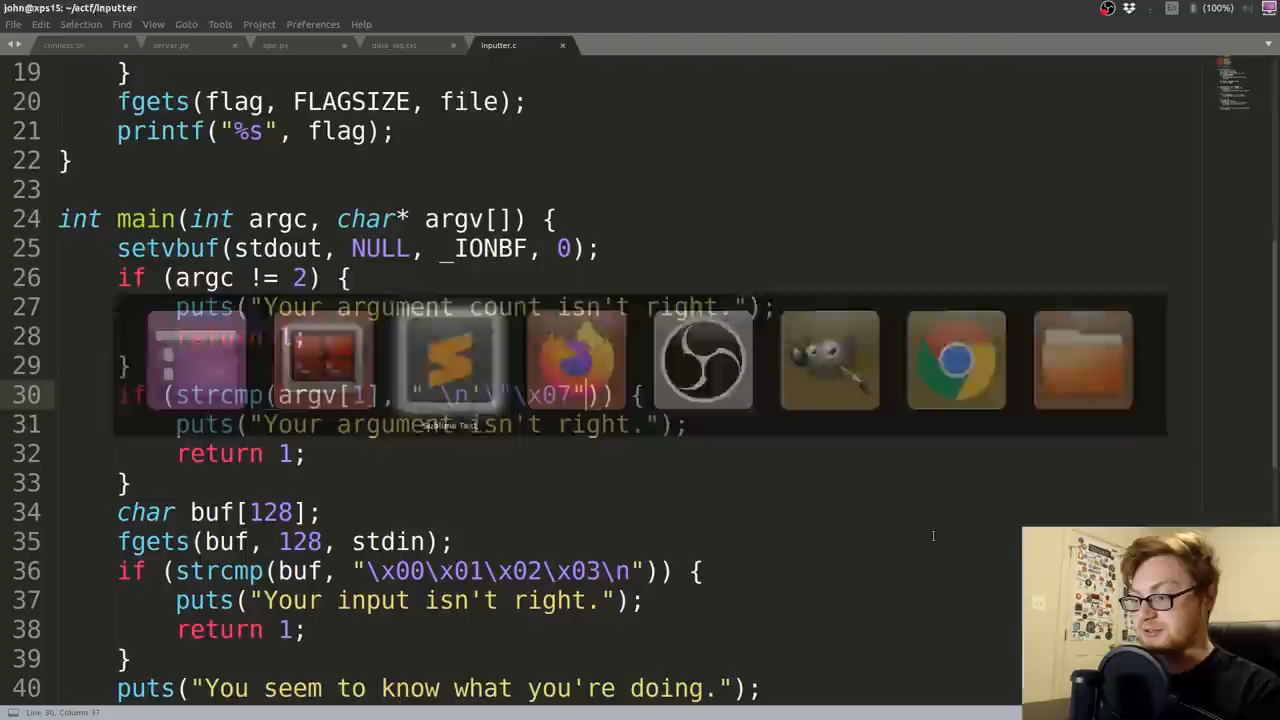 john@xps15: ~/actf/inputter
En
(100%)
File Edit Selection Find View Goto Tools Project Preferences Help
connect.sh server.py inputter.c
19 }
20 fgets(flag, FLAGSIZE, file);
21 printf("%s", flag);
22 }
23
24 int main(int argc, char* argv[]) {
25 setvbuf(stdout, NULL, _IONBF, 0);
26 if (argc != 2) {
27 puts("Your argument count isn't right.");
28 return 1;
29 }
30 if (strcmp(argv[1], " \n'\"\x07")) {
31 puts("Your argument isn't right.");
32 return 1;
33 }
34 char buf[128];
35 fgets(buf, 128, stdin);
36 if (strcmp(buf, "\x00\x01\x02\x03\n")) {
37 puts("Your input isn't right.");
38 return 1;
39 }
40 puts("You seem to know what you're doing.");
Sublime Text
Line 30, Column 37